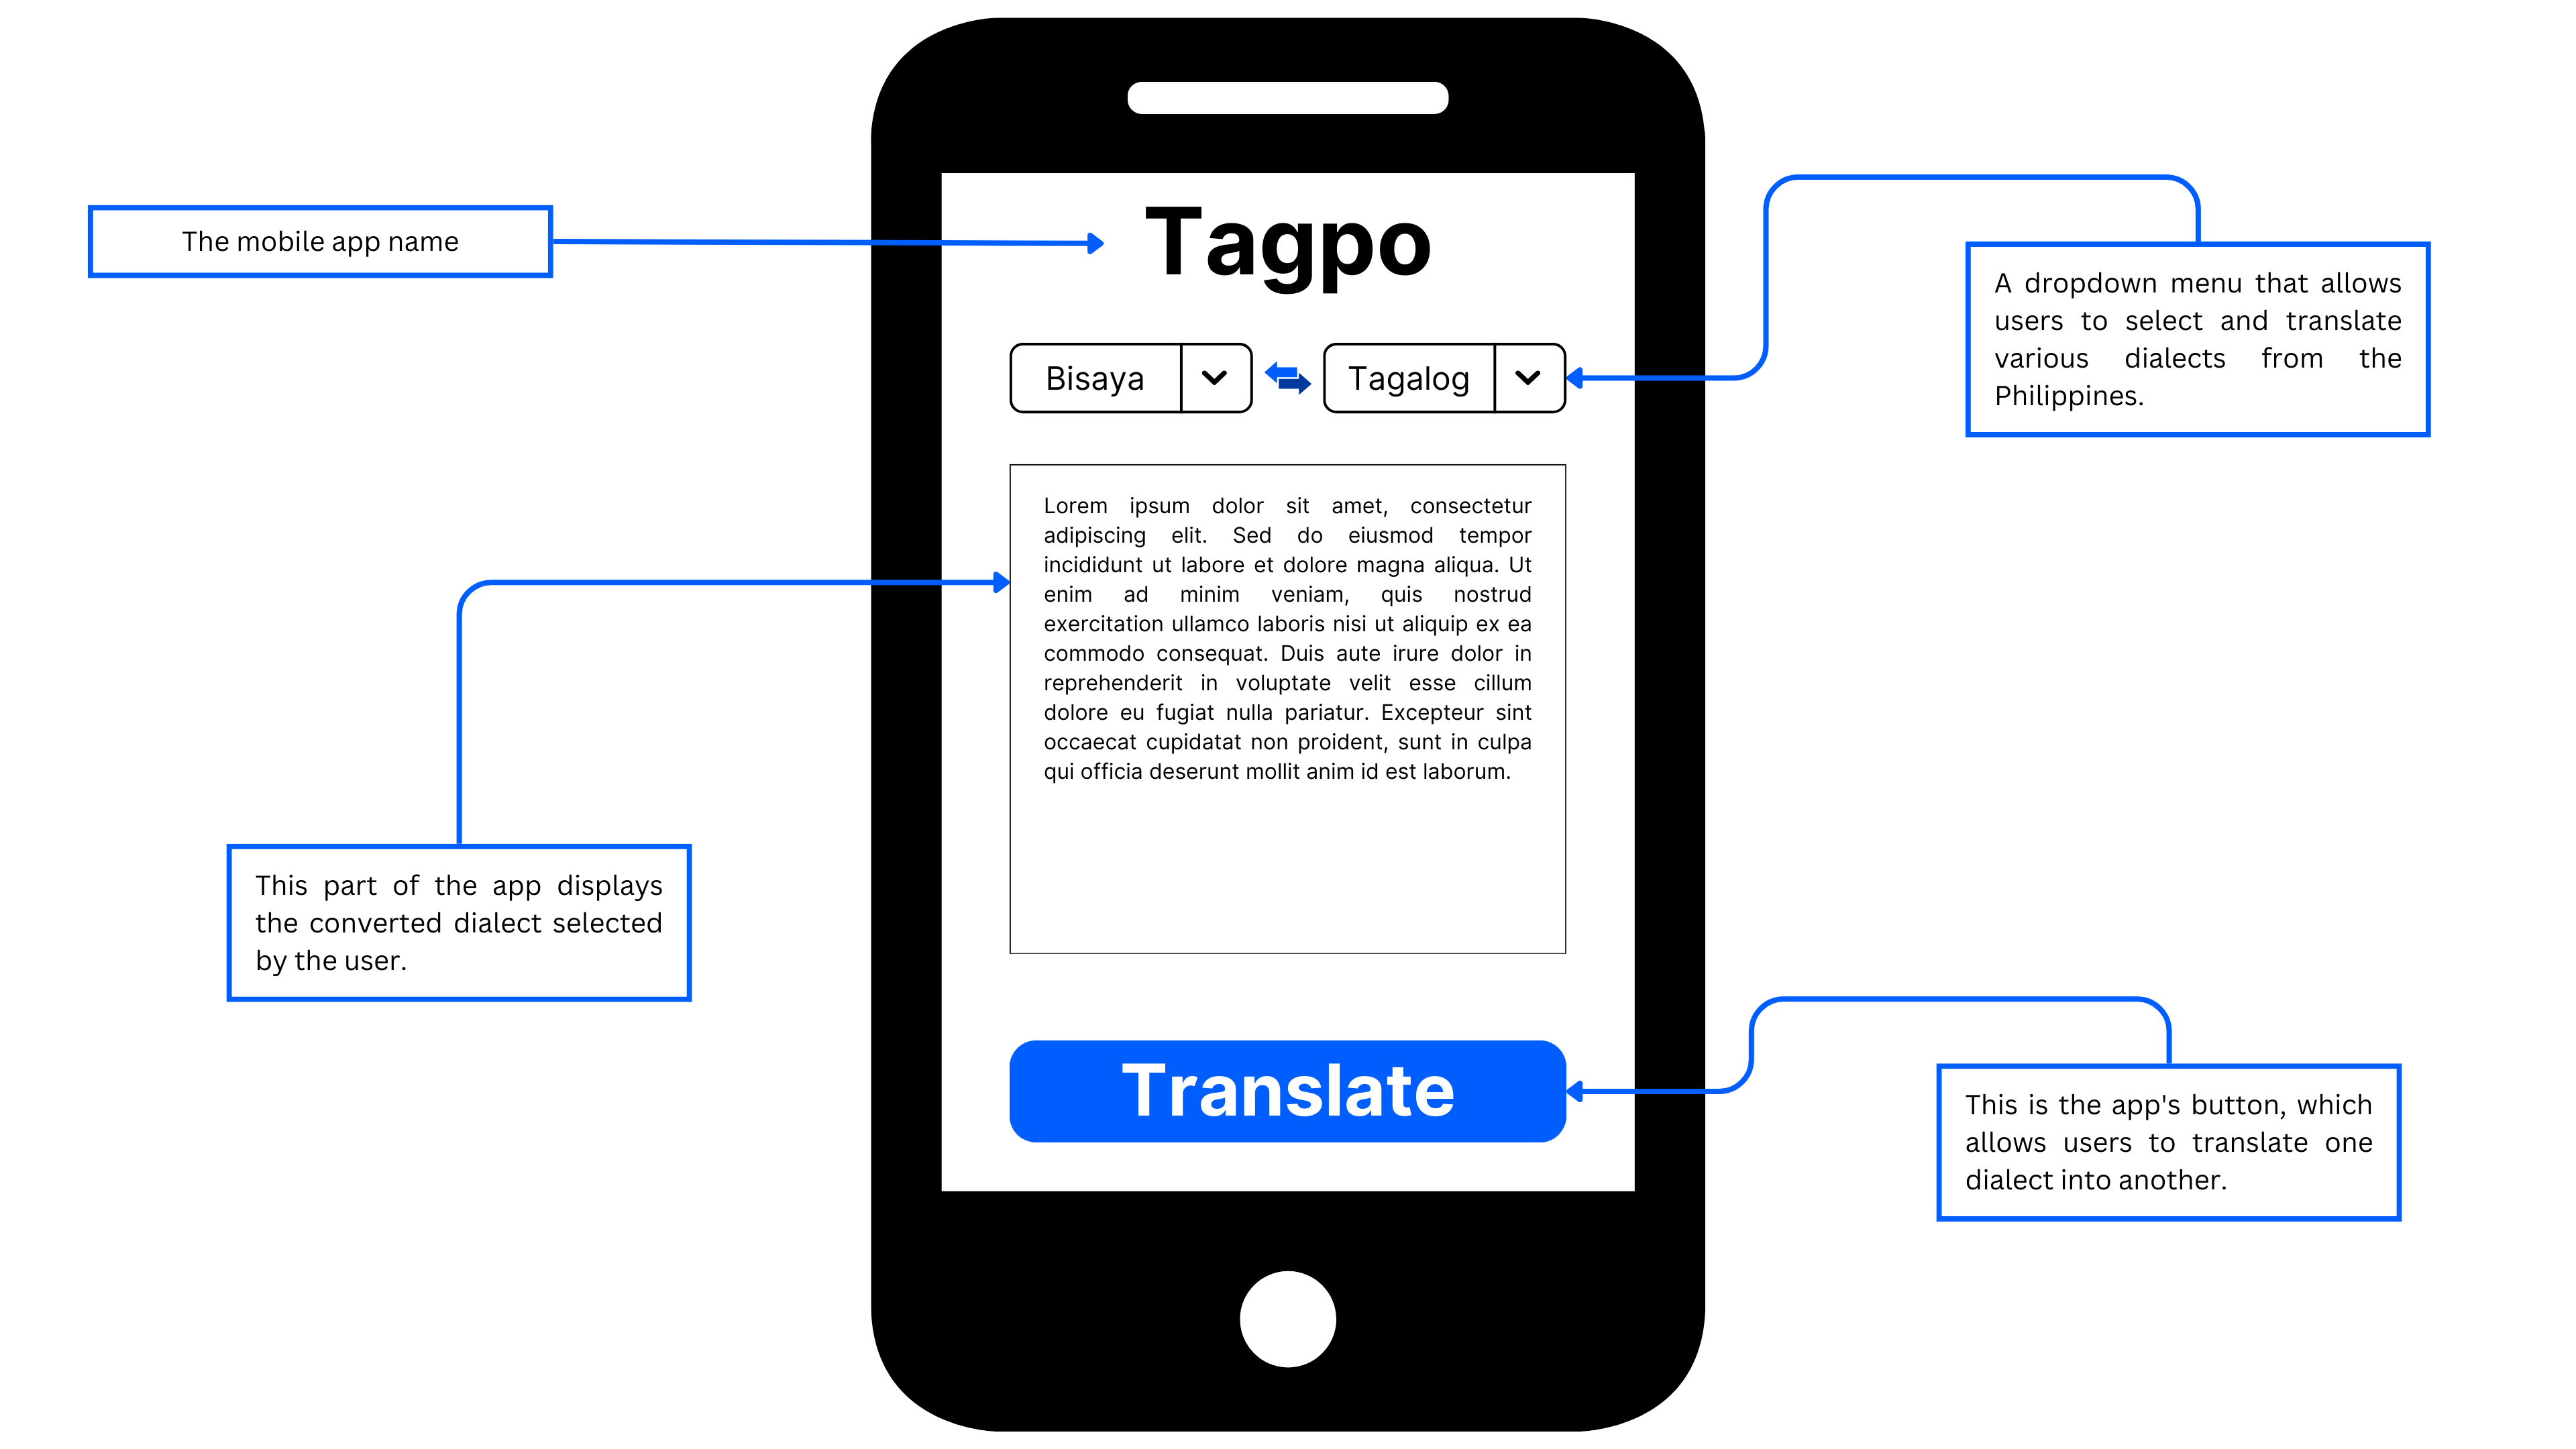 The mobile app name
Tagpo
A dropdown menu that allows
users to select and translate
various dialects from the
Philippines.
Bisaya
Tagalog
Lorem ipsum dolor sit amet, consectetur
adipiscing elit. Sed do eiusmod tempor
incididunt ut labore et dolore magna aliqua. Ut
enim ad minim veniam, quis nostrud
exercitation ullamco laboris nisi ut aliquip ex ea
commodo consequat. Duis aute irure dolor in
reprehenderit in voluptate velit esse cillum
dolore eu fugiat nulla pariatur. Excepteur sint
occaecat cupidatat non proident, sunt in culpa
qui officia deserunt mollit anim id est laborum.
This part of the app displays
the converted dialect selected
by the user.
Translate
This is the app's button, which
allows users to translate one
dialect into another.